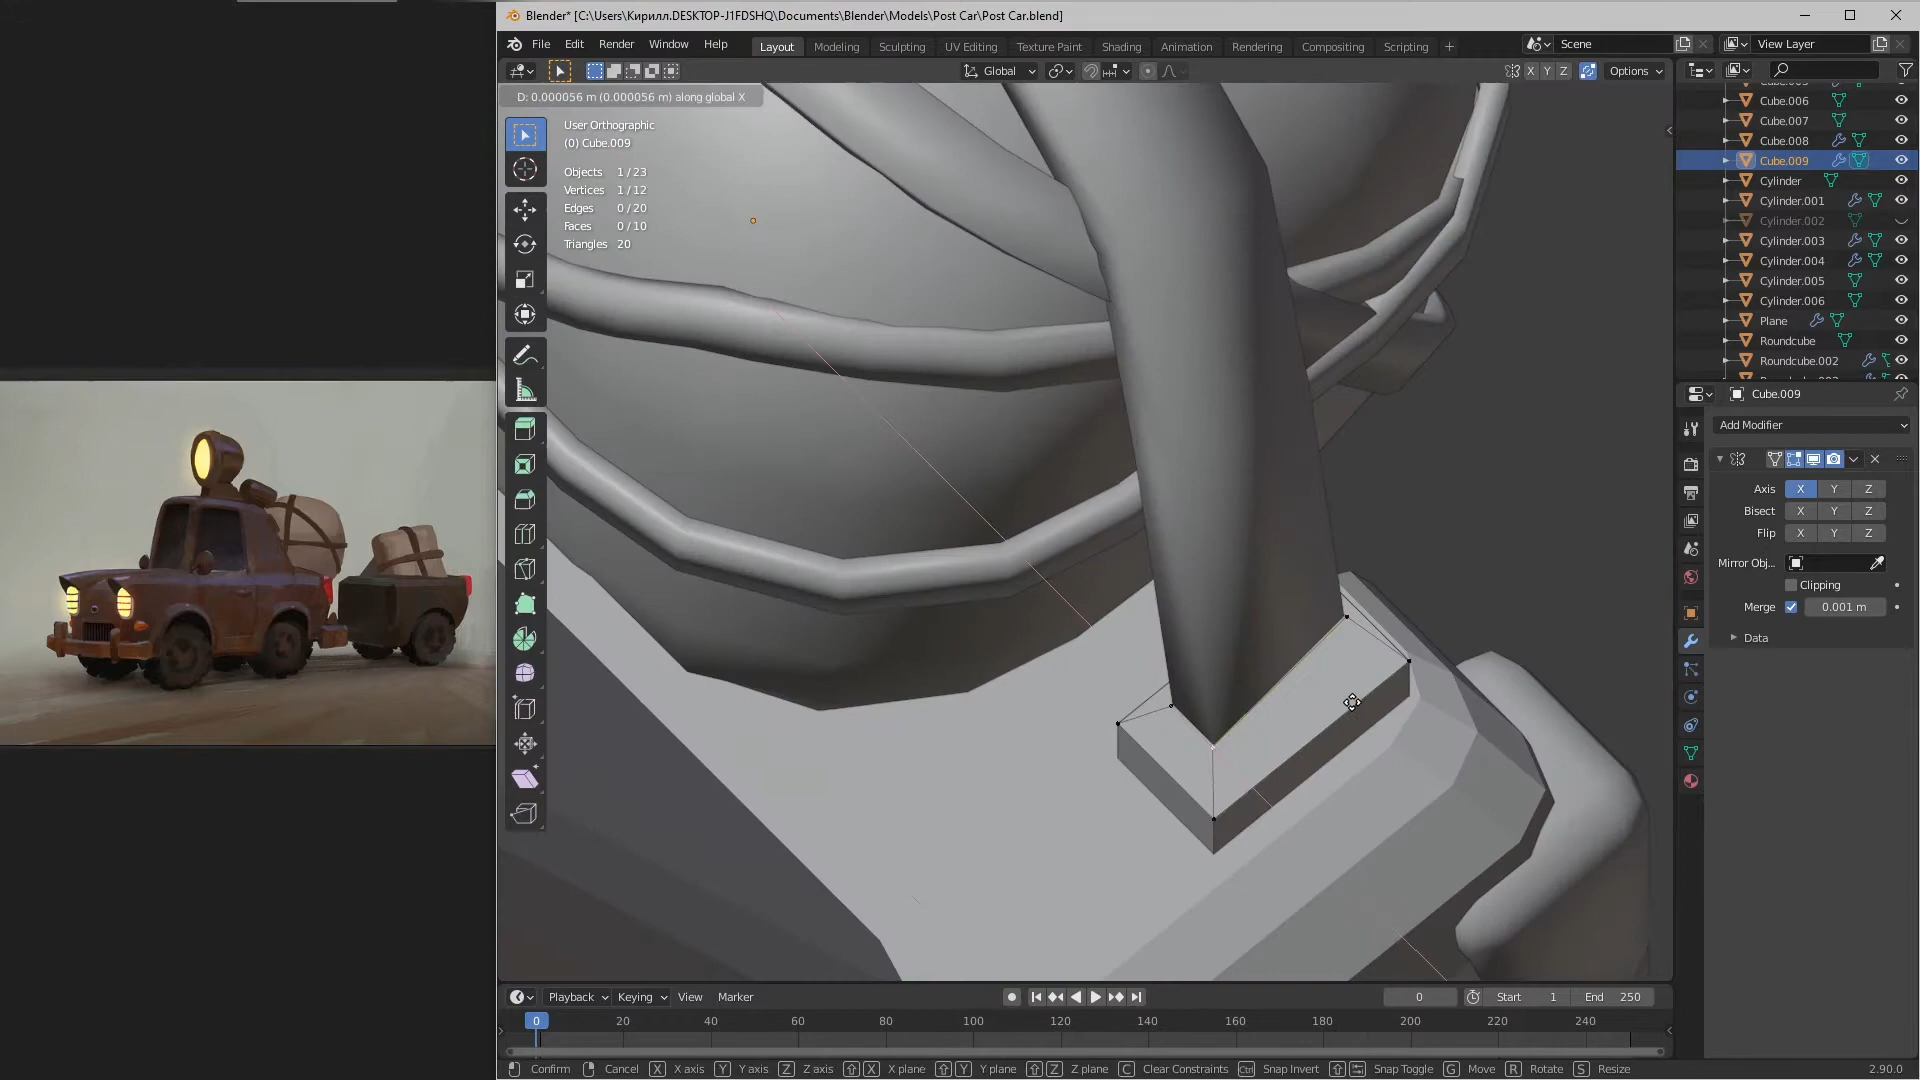 Blender* [C:\Users\Кирилл.DESKTOP-J1FDSHQ\Documents\Blender\Models\Post Car\Post Car.blend]
File Edit Render Window Help Layout Modeling Sculpting UV Editing Texture Paint Shading Animation Rendering Compositing Scripting + Scene View Layer
Global X Y Z Options
D: 0.000056 m (0.000056 m) along global X
User Orthographic
(0) Cube.009
Objects 1 / 23
Vertices 1 / 12
Edges 0 / 20
Faces 0 / 10
Triangles 20
Cube.006
Cube.007
Cube.008
Cube.009
Cylinder
Cylinder.001
Cylinder.002
Cylinder.003
Cylinder.004
Cylinder.005
Cylinder.006
Plane
Roundcube
Roundcube.002
Cube.009
Add Modifier
Axis X Y Z
Bisect X Y Z
Flip X Y Z
Mirror Obj...
Clipping
Merge 0.001 m
Data
Playback Keying View Marker 0 Start 1 End 250
0 20 40 60 80 100 120 140 160 180 200 220 240
Confirm Cancel X X axis Y Y axis Z Z axis X X plane Y Y plane Z Z plane C Clear Constraints Ctrl Snap Invert Snap Toggle G Move R Rotate S Resize 2.90.0